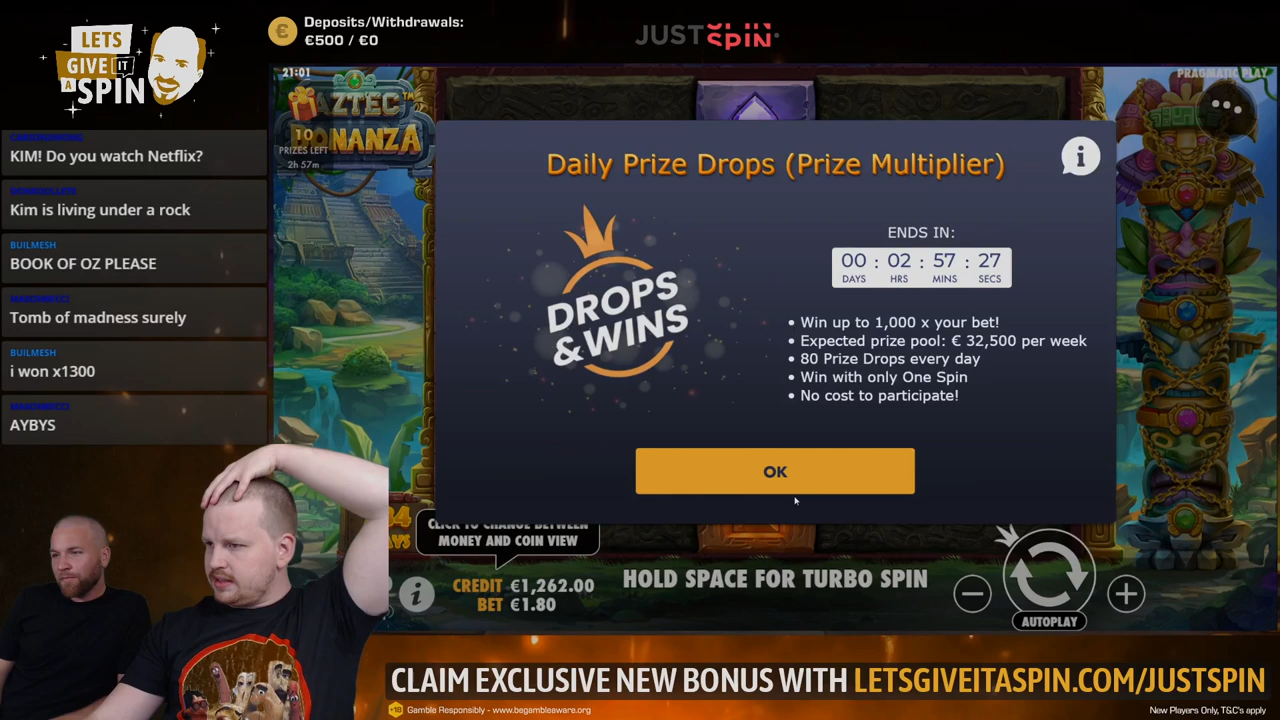 LETS
GIVE IT
A SPIN
Deposits/Withdrawals:
€500 / €0
JUST SPIN
KIM! Do you watch Netflix?
Kim is living under a rock
BUILMESH
BOOK OF OZ PLEASE
Tomb of madness surely
BUILMESH
i won x1300
AYBYS
21:01
AZTEC
BONANZA
10
PRIZES LEFT
2h 57m
PRAGMATIC PLAY
Daily Prize Drops (Prize Multiplier)
i
DROPS
& WINS
ENDS IN:
00 : 02 : 57 : 27
DAYS HRS MINS SECS
• Win up to 1,000 x your bet!
• Expected prize pool: € 32,500 per week
• 80 Prize Drops every day
• Win with only One Spin
• No cost to participate!
OK
CLICK TO CHANGE BETWEEN
MONEY AND COIN VIEW
i
CREDIT €1,262.00
BET €1.80
HOLD SPACE FOR TURBO SPIN
AUTOPLAY
CLAIM EXCLUSIVE NEW BONUS WITH LETSGIVEITASPIN.COM/JUSTSPIN
+18 Gamble Responsibly - www.begambleaware.org
New Players Only, T&C's apply